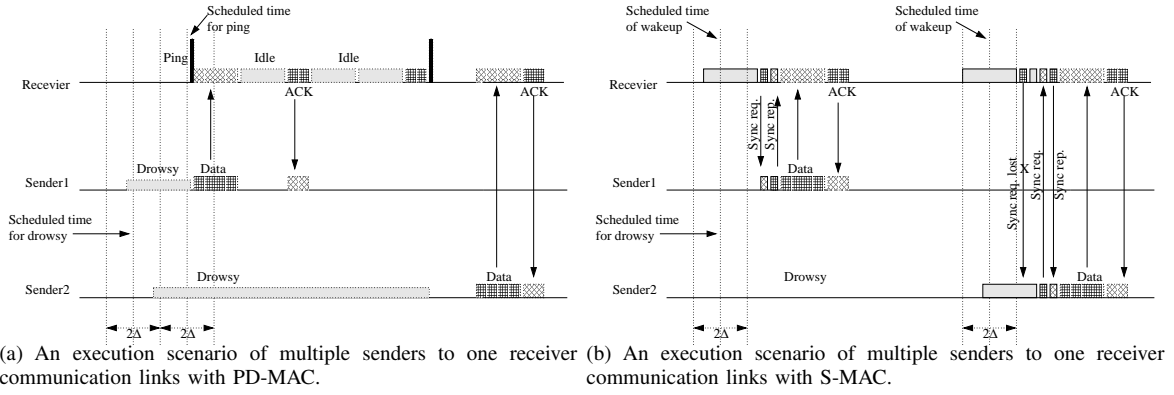 Scheduled time
for ping
Ping
Idle
Idle
Recevier
ACK
ACK
Drowsy
Data
Sender1
Scheduled time
for drowsy
Drowsy
Data
Sender2
2Δ
2Δ
(a) An execution scenario of multiple senders to one receiver
communication links with PD-MAC.
Scheduled time
of wakeup
Scheduled time
of wakeup
Recevier
ACK
ACK
Sync req.
Sync rep.
Data
X
Sync req. lost
Sync req.
Sync rep.
Sender1
Scheduled time
for drowsy
Drowsy
Data
Sender2
2Δ
2Δ
(b) An execution scenario of multiple senders to one receiver
communication links with S-MAC.